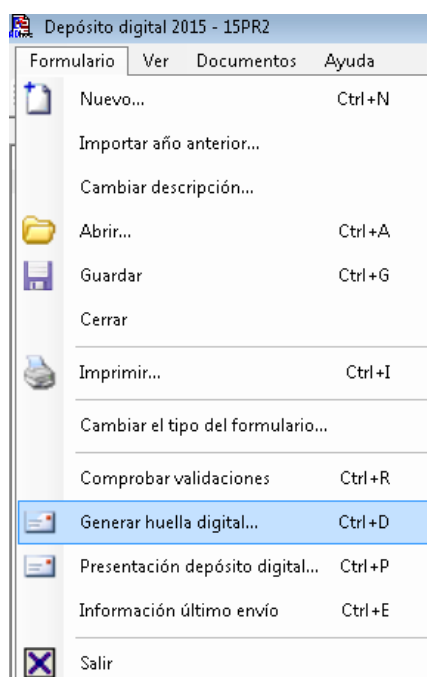 Depósito digital 2015 - 15PR2
Formulario Ver Documentos Ayuda
Nuevo... Ctrl+N
Importar año anterior...
Cambiar descripción...
Abrir... Ctrl+A
Guardar Ctrl+G
Cerrar
Imprimir... Ctrl+I
Cambiar el tipo del formulario...
Comprobar validaciones Ctrl+R
Generar huella digital... Ctrl+D
Presentación depósito digital... Ctrl+P
Información último envío Ctrl+E
Salir